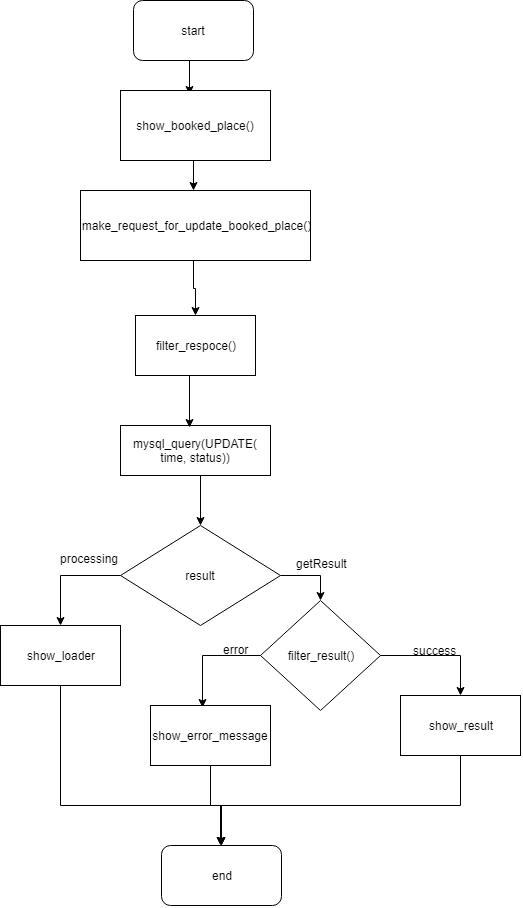 start
show_booked_place()
make_request_for_update_booked_place()
filter_respoce()
mysql_query(UPDATE(
time, status))
processing
result
getResult
show_loader
error
filter_result()
success
show_error_message
show_result
end